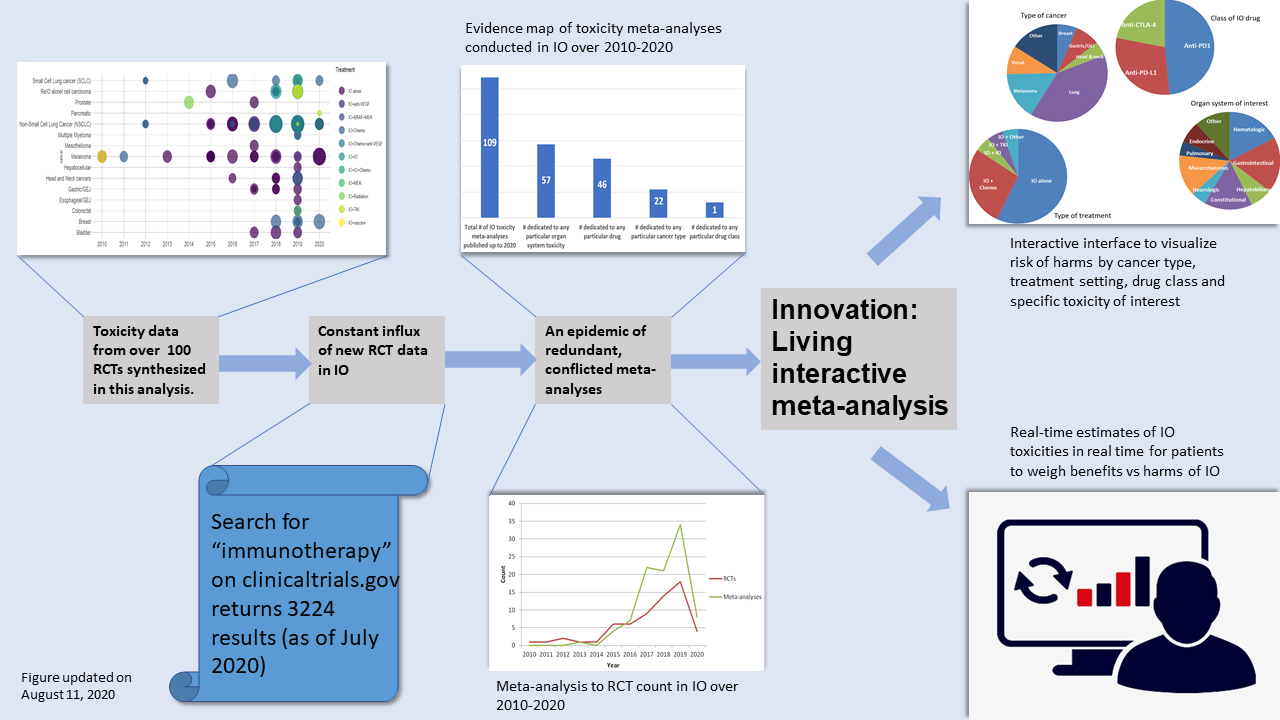 Evidence map of toxicity meta-analyses
conducted in IO over 2010-2020
Treatment
IO alone
IO+anti-VEGF
IO+BRAF+MEK
IO+Chemo
IO+Chemo+anti-VEGF
IO+IO
IO+IO+Chemo
IO+MEK
IO+Radiation
IO+TKI
IO+vaccine
cancer
Small Cell Lung cancer (SCLC)
Prostate
Pancreatic
Non-Small Cell Lung Cancer (NSCLC)
Multiple Myeloma
Mesothelioma
Melanoma
Hepatocellular
Head and Neck cancers
Gastric/GEJ
Esophageal/GEJ
Colorectal
Breast
Bladder
2010 2011 2012 2013 2014 2015 2016 2017 2018 2019 2020
109
57
46
22
1
Total # of IO toxicity
meta-analyses
published up to 2020
# dedicated to any
particular organ
system toxicity
# dedicated to any
particular drug
# dedicated to any
particular cancer type
# dedicated to any
particular drug class
Type of cancer
Breast
Gastric/GEJ
Head & neck
Lung
Melanoma
Renal
Other
Class of IO drug
Anti-CTLA-4
Anti-PD1
Anti-PD-L1
Organ system of interest
Hematologic
Gastrointestinal
Hepatobiliary
Constitutional
Neurologic
Mucocutaneous
Pulmonary
Endocrine
Other
IO + Other
IO + TKI
IO + IO
IO +
Chemo
IO alone
Type of treatment
Interactive interface to visualize
risk of harms by cancer type,
treatment setting, drug class and
specific toxicity of interest
Toxicity data
from over 100
RCTs synthesized
in this analysis.
Constant influx
of new RCT data
in IO
An epidemic of
redundant,
conflicted meta-
analyses
Innovation:
Living
interactive
meta-analysis
Real-time estimates of IO
toxicities in real time for patients
to weigh benefits vs harms of IO
Search for
“immunotherapy”
on clinicaltrials.gov
returns 3224
results (as of July
2020)
Count
40
35
30
25
20
15
10
5
0
2010 2011 2012 2013 2014 2015 2016 2017 2018 2019 2020
Year
RCTs
Meta-analyses
Meta-analysis to RCT count in IO over
2010-2020
Figure updated on
August 11, 2020